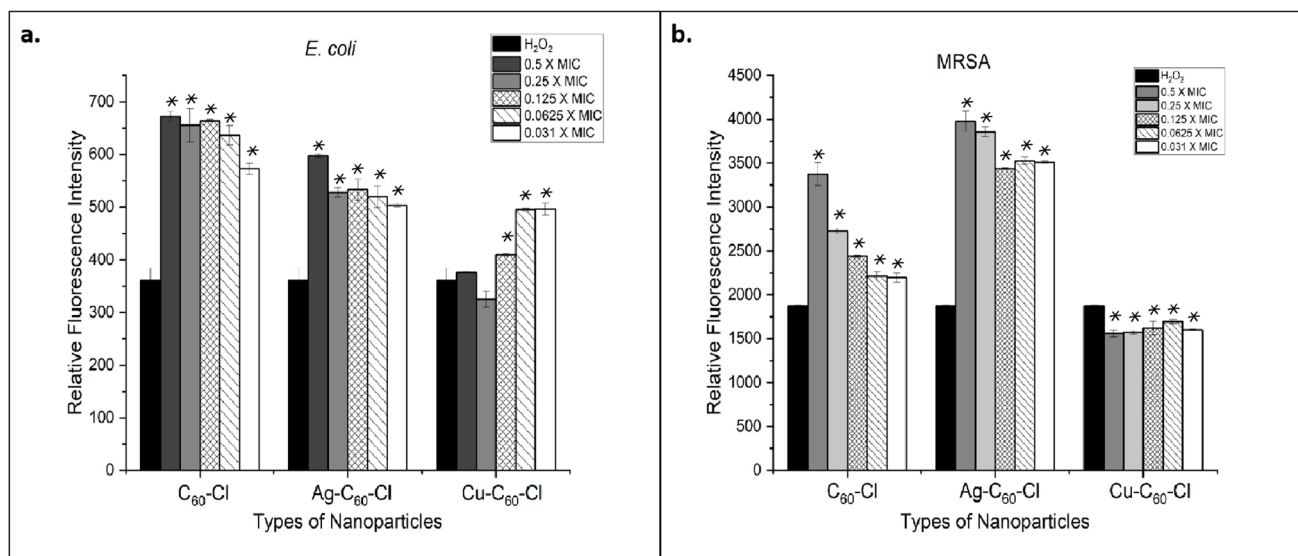 a.
E. coli
H₂O₂
0.5 X MIC
0.25 X MIC
0.125 X MIC
0.0625 X MIC
0.031 X MIC
Relative Fluorescence Intensity
700
600
500
400
300
200
100
0
* * * * *
* * * * *
* * *
C₆₀-Cl
Ag-C₆₀-Cl
Cu-C₆₀-Cl
Types of Nanoparticles
b.
MRSA
H₂O₂
0.5 X MIC
0.25 X MIC
0.125 X MIC
0.0625 X MIC
0.031 X MIC
Relative Fluorescence Intensity
4500
4000
3500
3000
2500
2000
1500
1000
500
0
* * * * *
* * * * *
* * * * *
C₆₀-Cl
Ag-C₆₀-Cl
Cu-C₆₀-Cl
Types of Nanoparticles